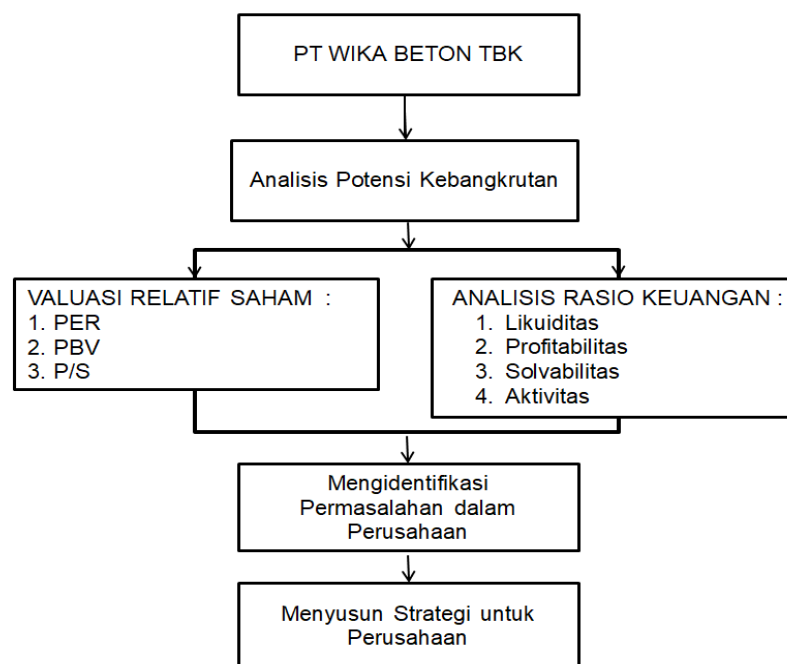 PT WIKA BETON TBK
Analisis Potensi Kebangkrutan
VALUASI RELATIF SAHAM :
1. PER
2. PBV
3. P/S
ANALISIS RASIO KEUANGAN :
1. Likuiditas
2. Profitabilitas
3. Solvabilitas
4. Aktivitas
Mengidentifikasi
Permasalahan dalam
Perusahaan
Menyusun Strategi untuk
Perusahaan